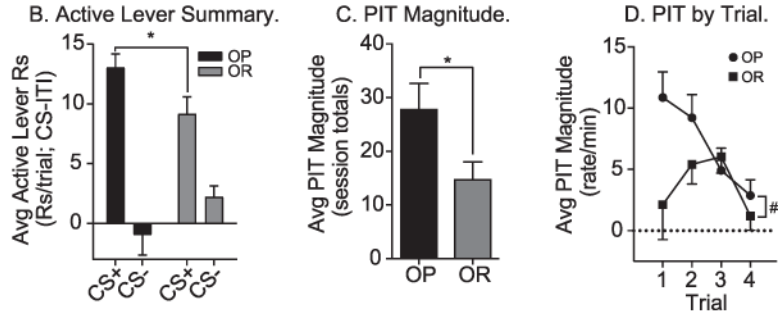 B. Active Lever Summary.
Avg Active Lever Rs
(Rs/trial; CS-ITI)
15
10
5
0
*
OP
OR
CS+
CS-
CS+
CS-
C. PIT Magnitude.
Avg PIT Magnitude
(session totals)
40
30
20
10
0
*
OP
OR
D. PIT by Trial.
Avg PIT Magnitude
(rate/min)
15
10
5
0
OP
OR
#
1
2
3
4
Trial